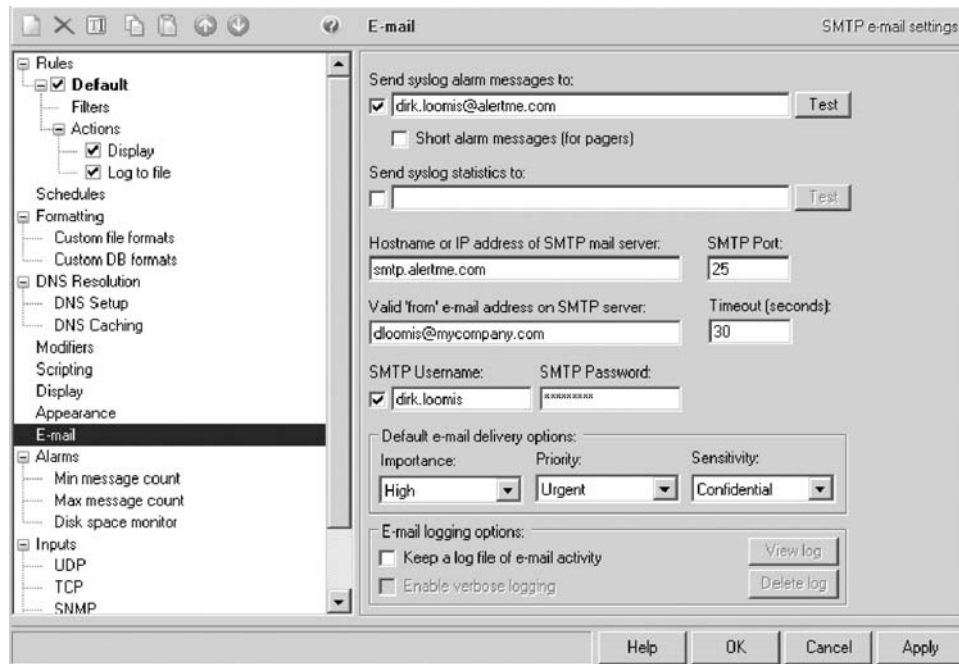 E-mail
SMTP e-mail settings
Rules
Default
Filters
Actions
Display
Log to file
Schedules
Formatting
Custom file formats
Custom DB formats
DNS Resolution
DNS Setup
DNS Caching
Modifiers
Scripting
Display
Appearance
E-mail
Alarms
Min message count
Max message count
Disk space monitor
Inputs
UDP
TCP
SNMP
Send syslog alarm messages to:
dirk.loomis@alertme.com
Test
Short alarm messages (for pagers)
Send syslog statistics to:
Test
Hostname or IP address of SMTP mail server:
SMTP Port:
smtp.alertme.com
25
Valid 'from' e-mail address on SMTP server:
Timeout (seconds):
dloomis@mycompany.com
30
SMTP Username:
SMTP Password:
dirk.loomis
*********
Default e-mail delivery options:
Importance:
Priority:
Sensitivity:
High
Urgent
Confidential
E-mail logging options:
Keep a log file of e-mail activity
View log
Enable verbose logging
Delete log
Help
OK
Cancel
Apply